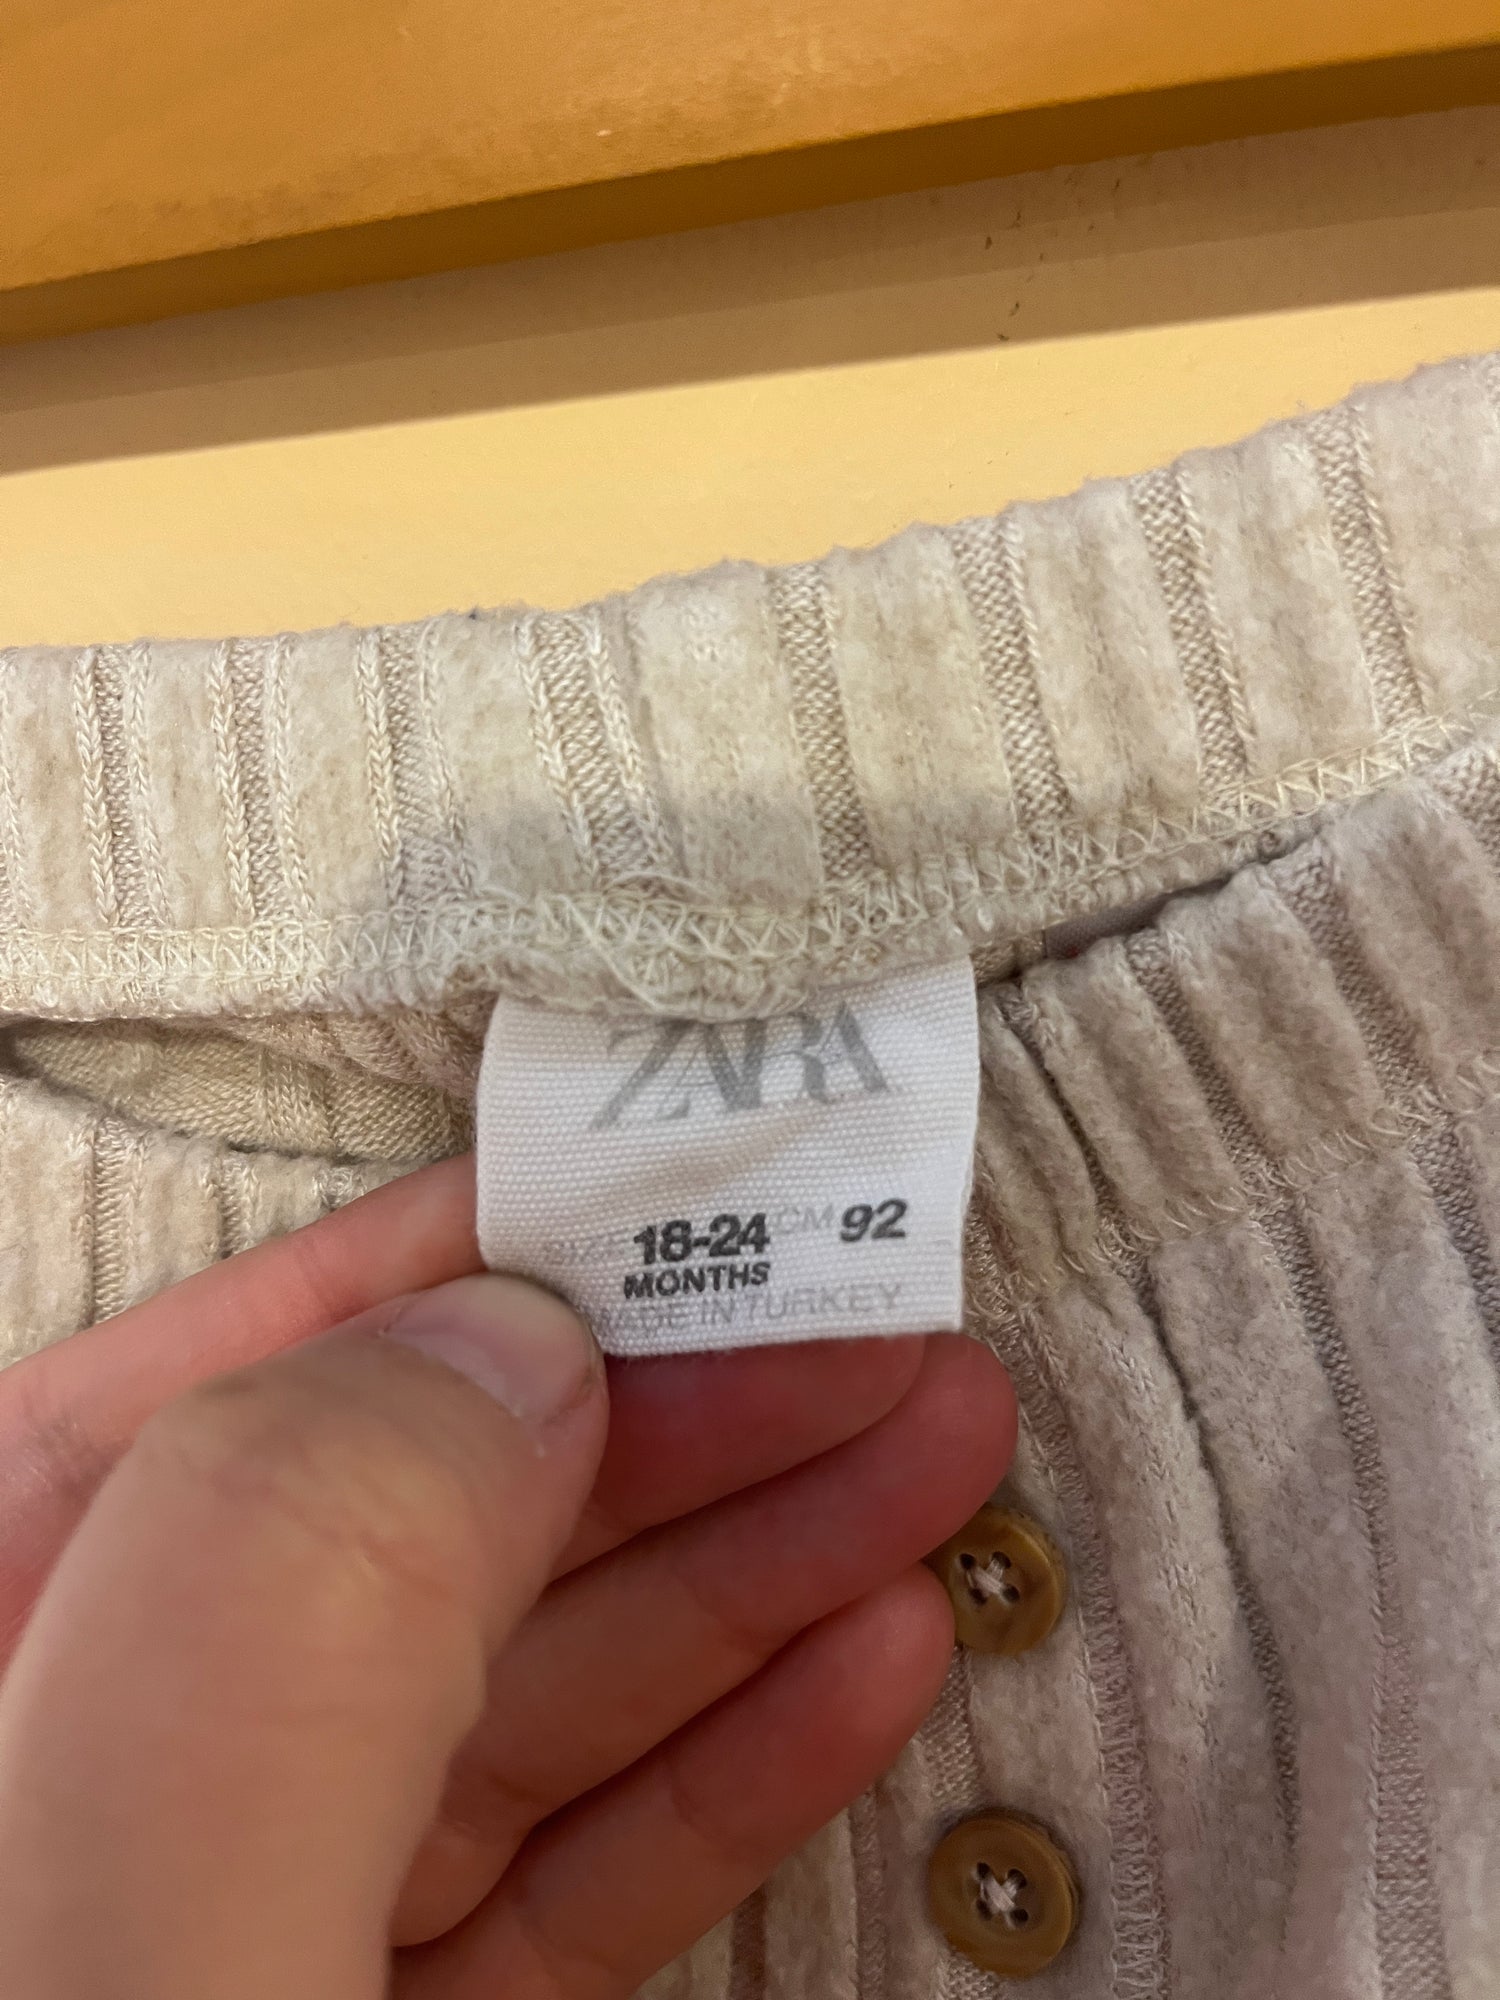 ZARA
18-24 CM 92
MONTHS
MADE IN TURKEY